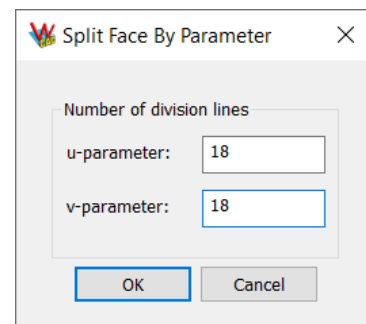 Split Face By Parameter
Number of division lines
u-parameter: 18
v-parameter: 18
OK Cancel